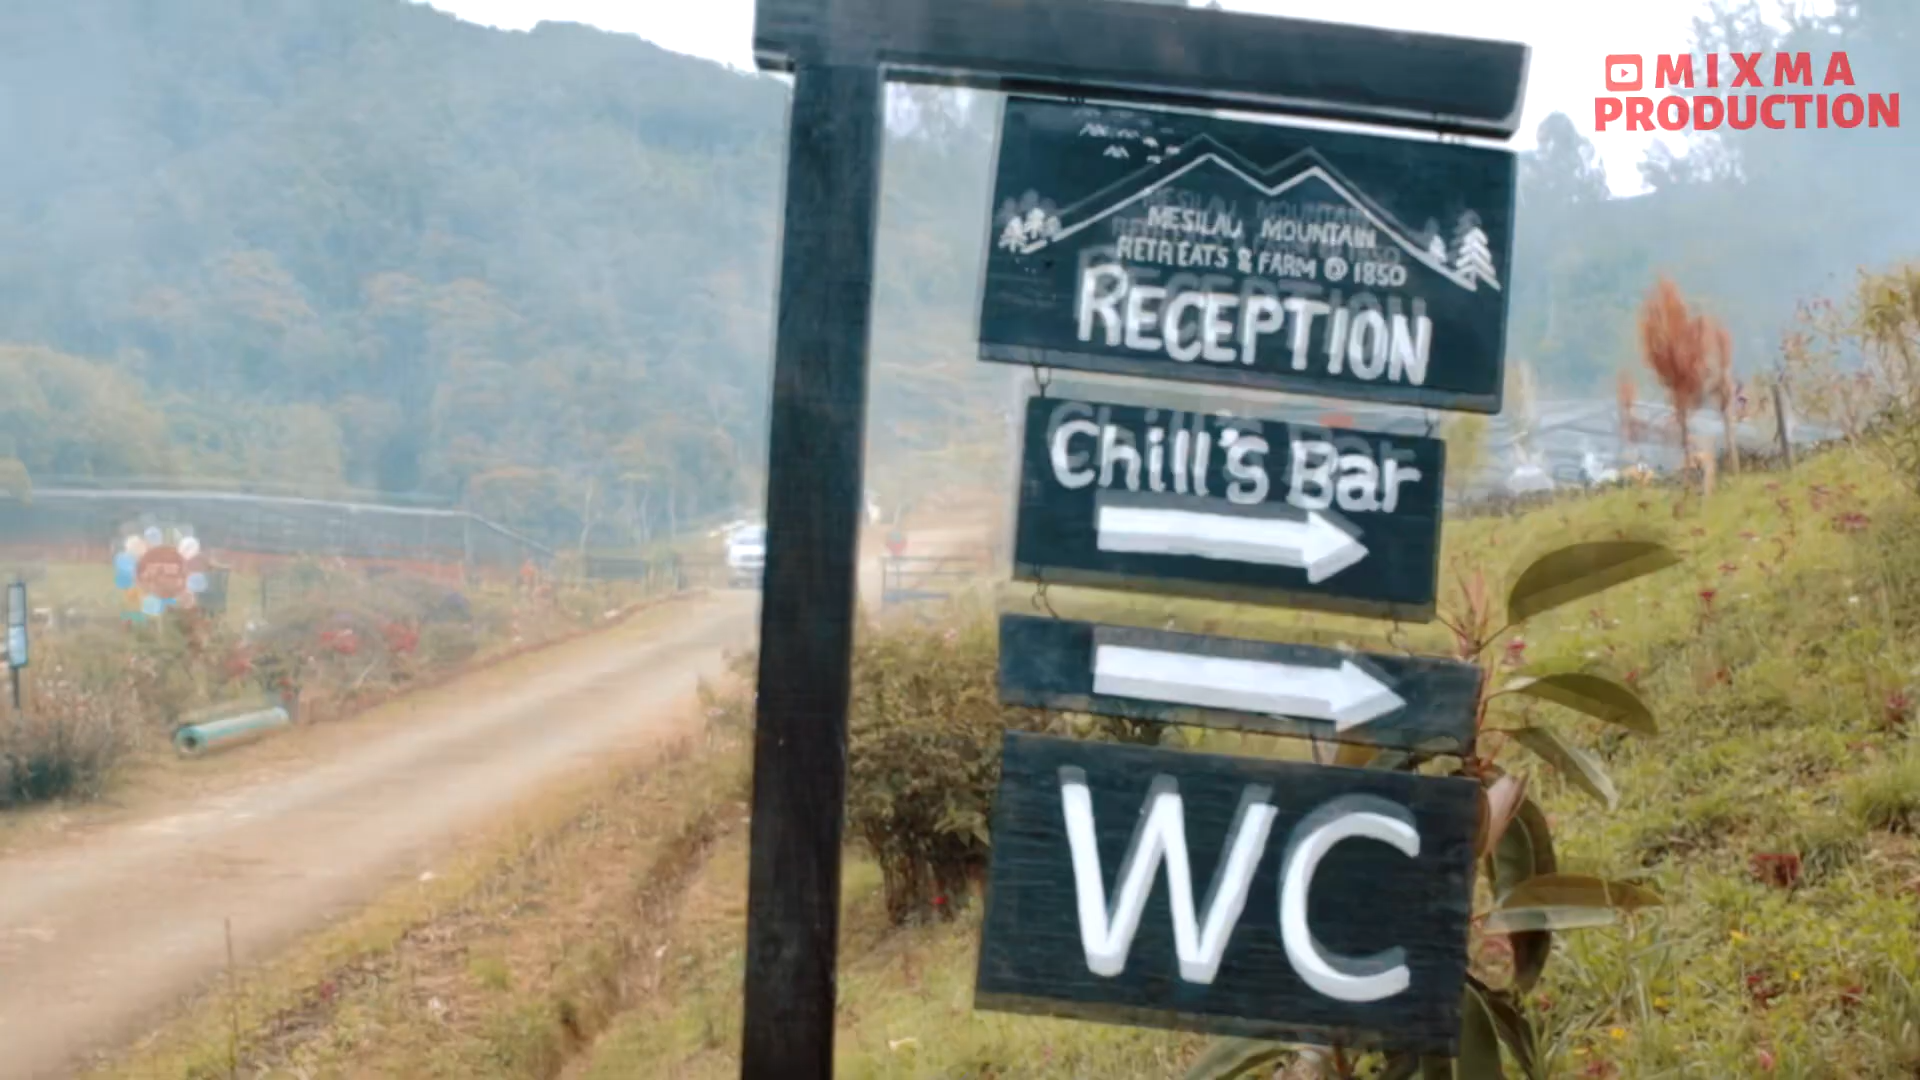 MIXMA
PRODUCTION
MESILAU MOUNTAIN
RETREATS & FARM @ 1850
RECEPTION
Chill's Bar
WC